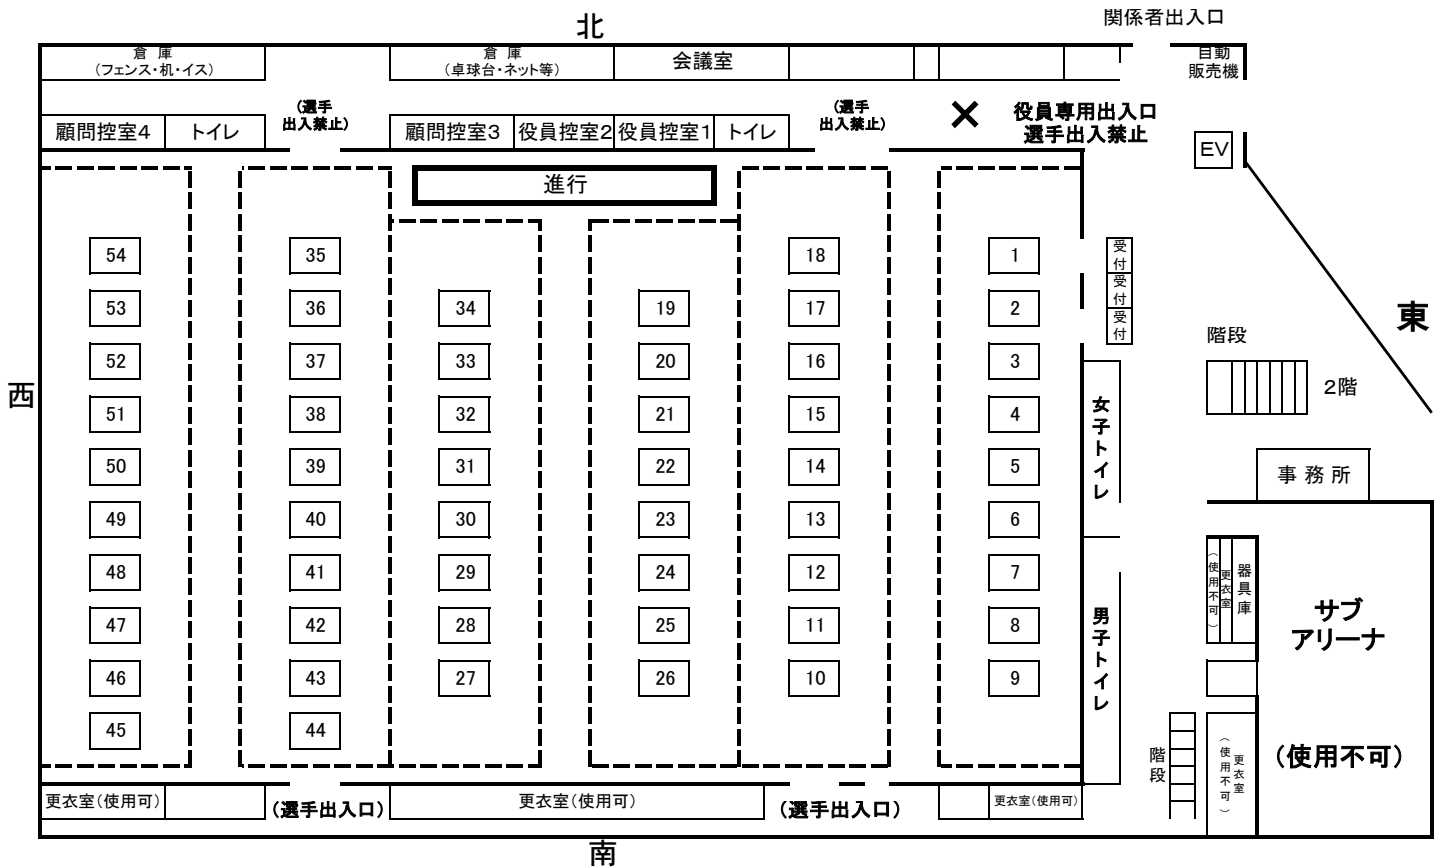 関係者出入口
北
倉 庫
(フェンス・机・イス)
倉 庫
(卓球台・ネット等)
会議室
自動
販売機
(選手
出入禁止)
(選手
出入禁止)
×
役員専用出入口
選手出入禁止
顧問控室4
トイレ
顧問控室3
役員控室2
役員控室1
トイレ
EV
進行
54
35
18
1
受付
53
36
34
19
17
2
受付
受付
東
52
37
33
20
16
3
階段
2階
西
51
38
32
21
15
4
女子トイレ
50
39
31
22
14
5
事 務 所
49
40
30
23
13
6
48
41
29
24
12
7
(使用不可)
更衣室
器具庫
47
42
28
25
11
8
男子トイレ
サブ
アリーナ
46
43
27
26
10
9
45
44
階段
(使用不可)
更衣室
(使用不可)
更衣室(使用可)
(選手出入口)
更衣室(使用可)
(選手出入口)
更衣室(使用可)
南